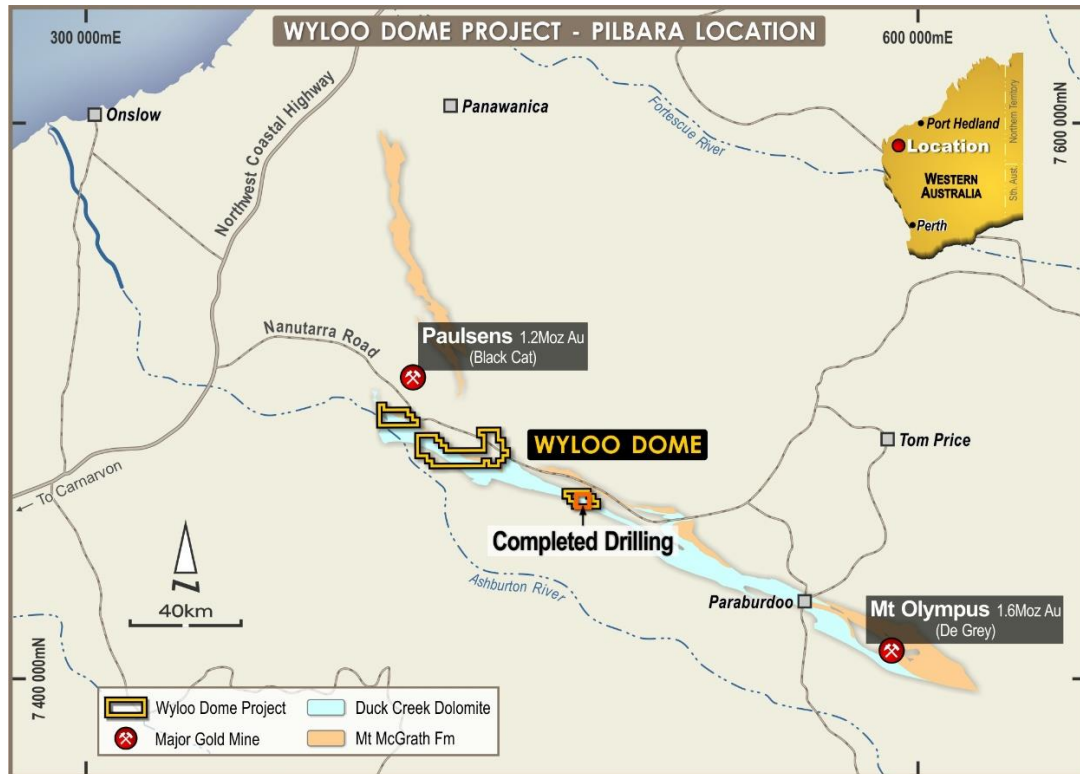 WYLOO DOME PROJECT - PILBARA LOCATION
300 000mE
600 000mE
7 600 000mN
7 400 000mN
Onslow
Panawanica
Northwest Coastal Highway
Fortescue River
Port Hedland
Location
WESTERN
AUSTRALIA
Perth
Northern Territory
Sth. Aust.
Nanutarra Road
Paulsens 1.2Moz Au
(Black Cat)
WYLOO DOME
Tom Price
To Carnarvon
Completed Drilling
Ashburton River
Paraburdoo
Mt Olympus 1.6Moz Au
(De Grey)
N
40km
Wyloo Dome Project
Duck Creek Dolomite
Major Gold Mine
Mt McGrath Fm